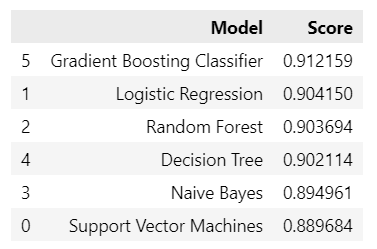 Model Score
5 Gradient Boosting Classifier 0.912159
1 Logistic Regression 0.904150
2 Random Forest 0.903694
4 Decision Tree 0.902114
3 Naive Bayes 0.894961
0 Support Vector Machines 0.889684